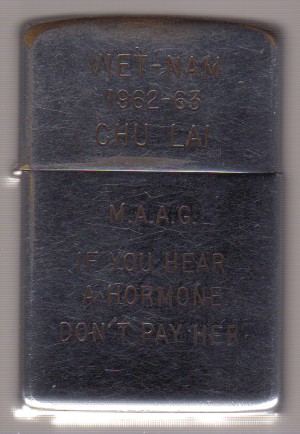 VIET-NAM
1962-63
CHU LAI
M.A.A.G.
IF YOU HEAR
A HORMONE
DON'T PAY HER